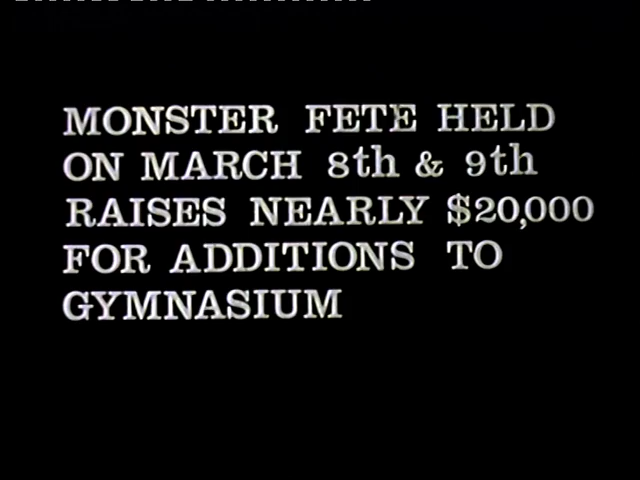 MONSTER FETE HELD
ON MARCH 8th & 9th
RAISES NEARLY $20,000
FOR ADDITIONS TO
GYMNASIUM